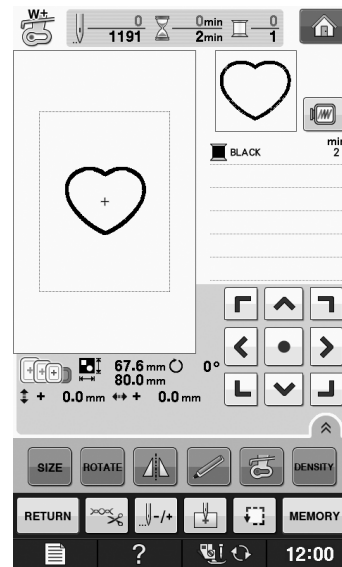 W+
0 0min 0
1191 2min 1
min
BLACK 2
67.6 mm 0°
80.0 mm
+ 0.0 mm + 0.0 mm
SIZE ROTATE DENSITY
RETURN -/+ MEMORY
? 12:00